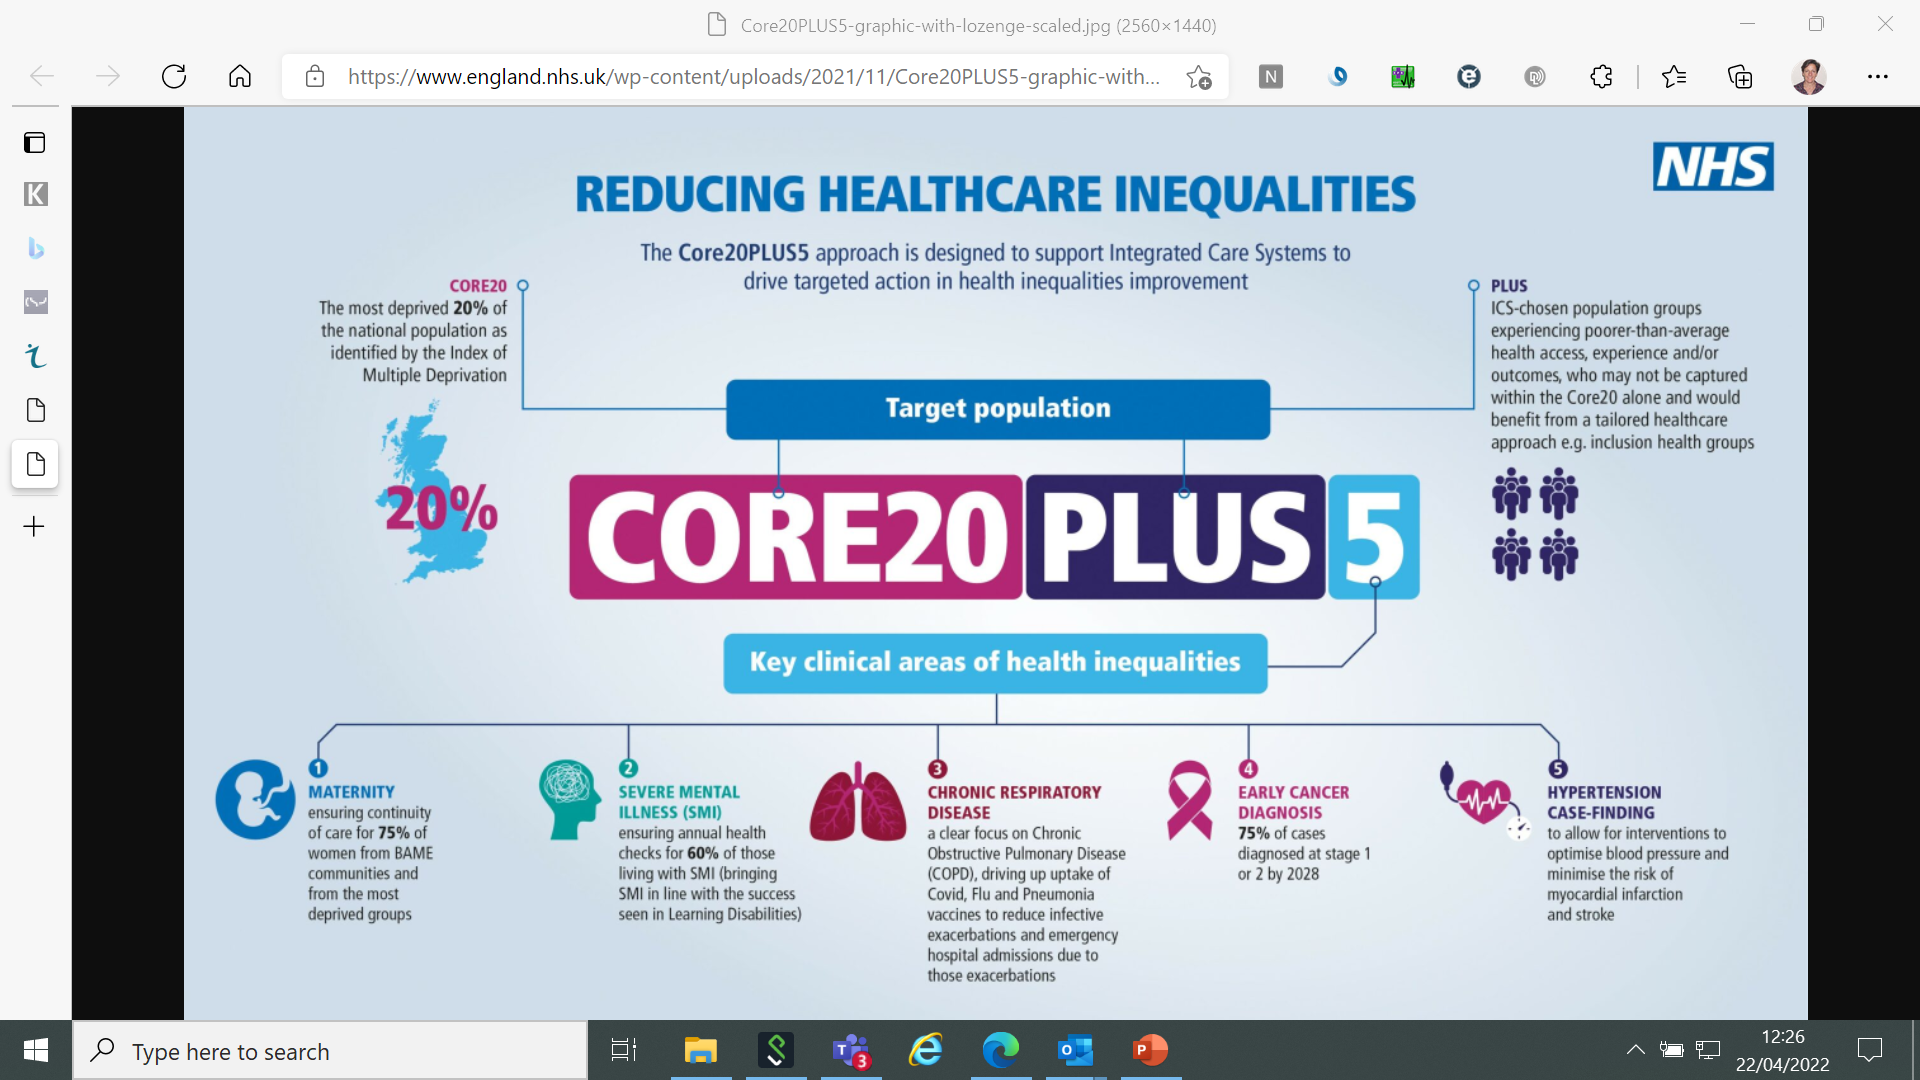 Core20PLUS5-graphic-with-lozenge-scaled.jpg (2560×1440)
https://www.england.nhs.uk/wp-content/uploads/2021/11/Core20PLUS5-graphic-with...
NHS
REDUCING HEALTHCARE INEQUALITIES
The Core20PLUS5 approach is designed to support Integrated Care Systems to
drive targeted action in health inequalities improvement
CORE20
The most deprived 20% of
the national population as
identified by the Index of
Multiple Deprivation
20%
PLUS
ICS-chosen population groups
experiencing poorer-than-average
health access, experience and/or
outcomes, who may not be captured
within the Core20 alone and would
benefit from a tailored healthcare
approach e.g. inclusion health groups
Target population
CORE20 PLUS 5
Key clinical areas of health inequalities
1
MATERNITY
ensuring continuity
of care for 75% of
women from BAME
communities and
from the most
deprived groups
2
SEVERE MENTAL
ILLNESS (SMI)
ensuring annual health
checks for 60% of those
living with SMI (bringing
SMI in line with the success
seen in Learning Disabilities)
3
CHRONIC RESPIRATORY
DISEASE
a clear focus on Chronic
Obstructive Pulmonary Disease
(COPD), driving up uptake of
Covid, Flu and Pneumonia
vaccines to reduce infective
exacerbations and emergency
hospital admissions due to
those exacerbations
4
EARLY CANCER
DIAGNOSIS
75% of cases
diagnosed at stage 1
or 2 by 2028
5
HYPERTENSION
CASE-FINDING
to allow for interventions to
optimise blood pressure and
minimise the risk of
myocardial infarction
and stroke
Type here to search
3
12:26
22/04/2022